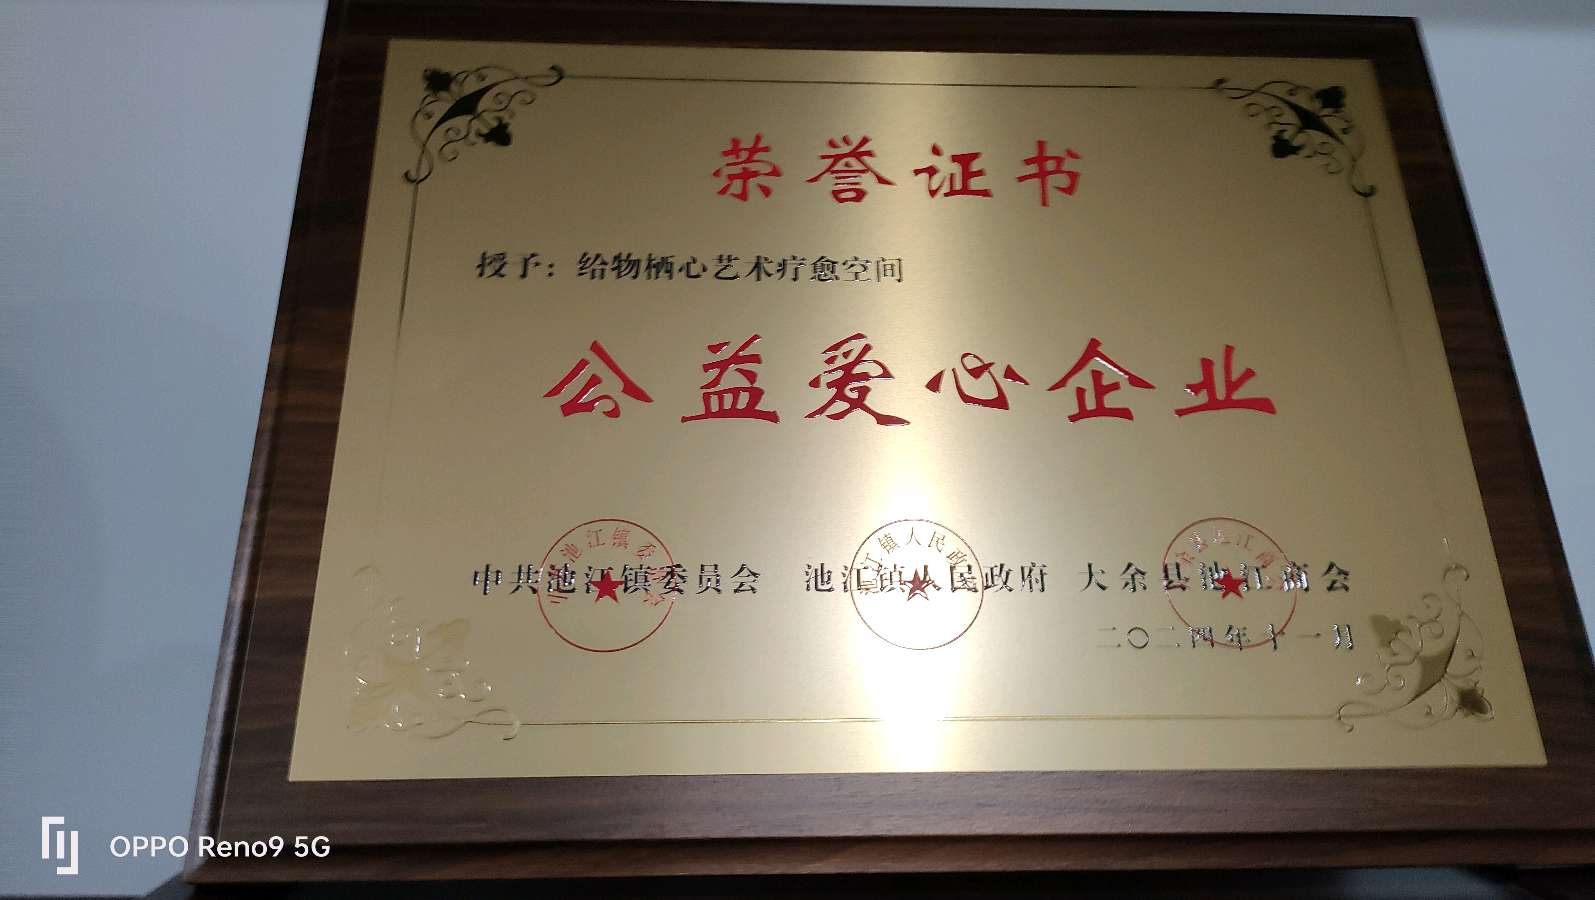 荣誉证书
授予：给物栖心艺术疗愈空间
公益爱心企业
中共池江镇委员会 池江镇人民政府 大余县池江商会
二〇二四年十一月
OPPO Reno9 5G